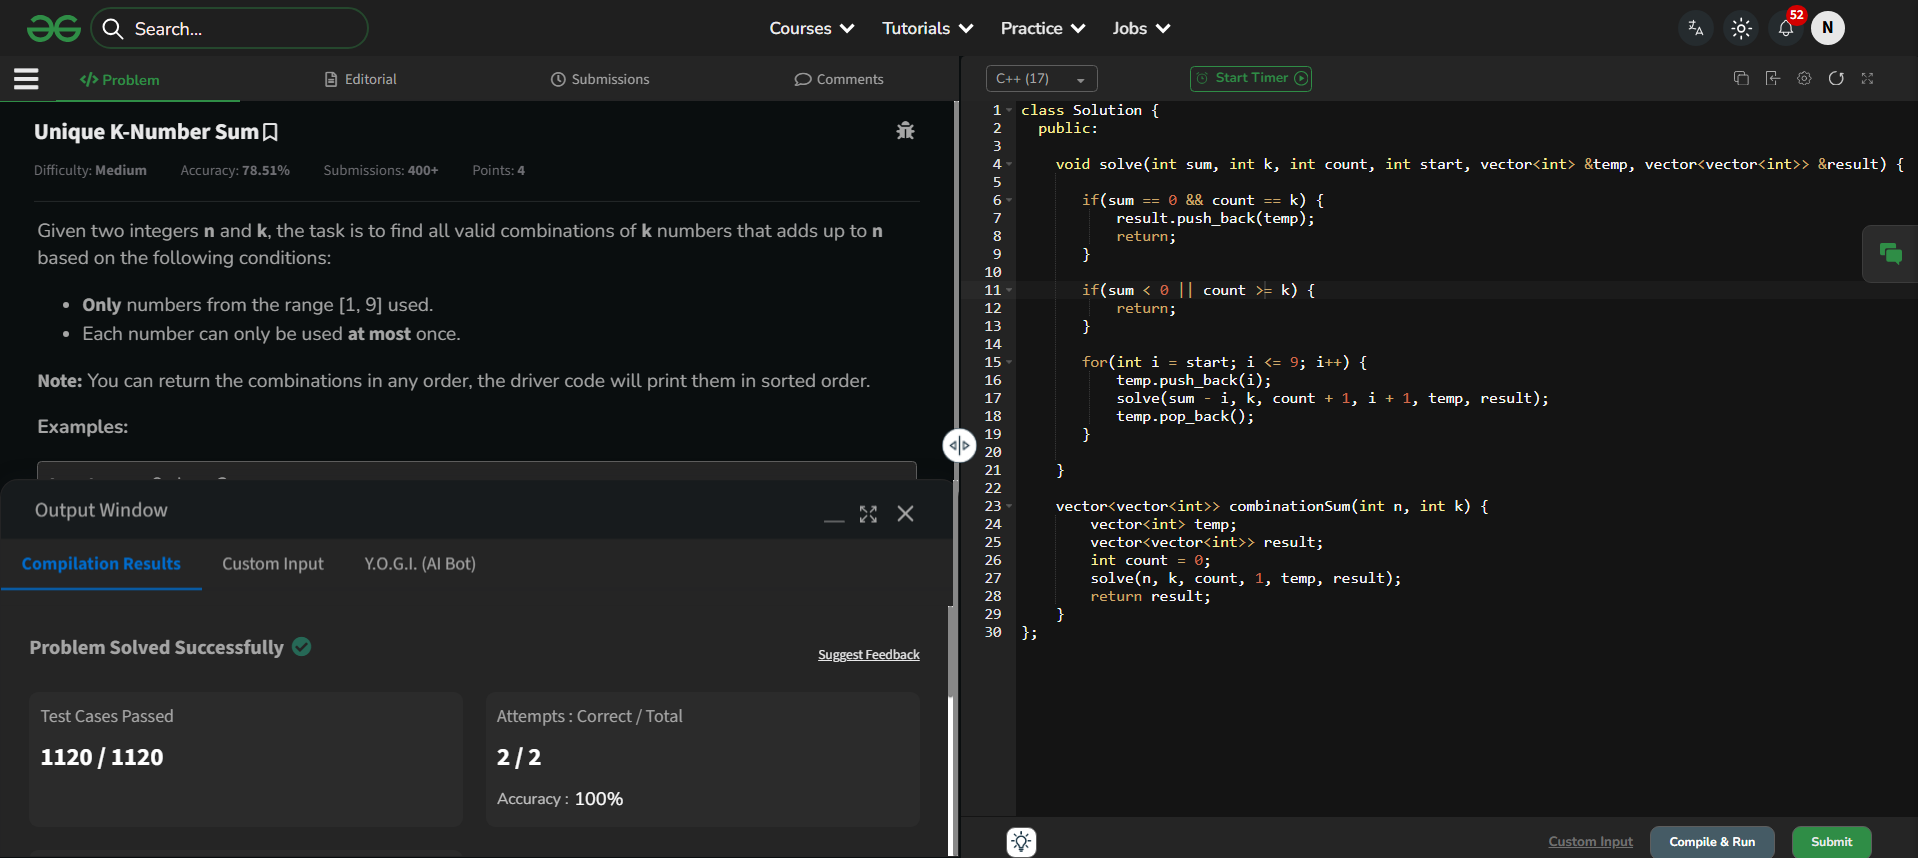 Search...
Courses
Tutorials
Practice
Jobs
52
N
Problem
Editorial
Submissions
Comments
Unique K-Number Sum
Difficulty: Medium Accuracy: 78.51% Submissions: 400+ Points: 4
Given two integers n and k, the task is to find all valid combinations of k numbers that adds up to n
based on the following conditions:
• Only numbers from the range [1, 9] used.
• Each number can only be used at most once.
Note: You can return the combinations in any order, the driver code will print them in sorted order.
Examples:
Output Window
Compilation Results
Custom Input
Y.O.G.I. (AI Bot)
Problem Solved Successfully
Suggest Feedback
Test Cases Passed
1120 / 1120
Attempts : Correct / Total
2 / 2
Accuracy : 100%
C++ (17)
Start Timer
1 class Solution {
2 public:
3
4 void solve(int sum, int k, int count, int start, vector<int> &temp, vector<vector<int>> &result) {
5
6 if(sum == 0 && count == k) {
7 result.push_back(temp);
8 return;
9 }
10
11 if(sum < 0 || count >= k) {
12 return;
13 }
14
15 for(int i = start; i <= 9; i++) {
16 temp.push_back(i);
17 solve(sum - i, k, count + 1, i + 1, temp, result);
18 temp.pop_back();
19 }
20
21 }
22
23 vector<vector<int>> combinationSum(int n, int k) {
24 vector<int> temp;
25 vector<vector<int>> result;
26 int count = 0;
27 solve(n, k, count, 1, temp, result);
28 return result;
29 }
30 };
Custom Input
Compile & Run
Submit